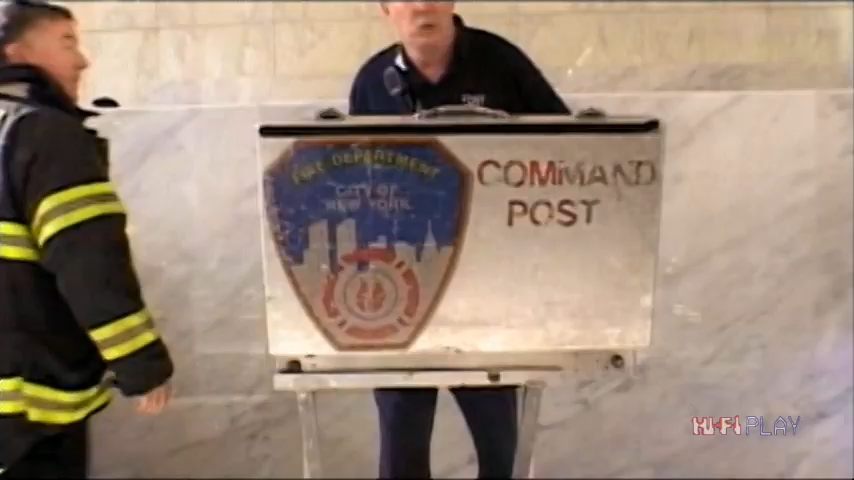 FIRE DEPARTMENT
CITY OF
NEW YORK
COMMAND
POST
HI-FI PLAY